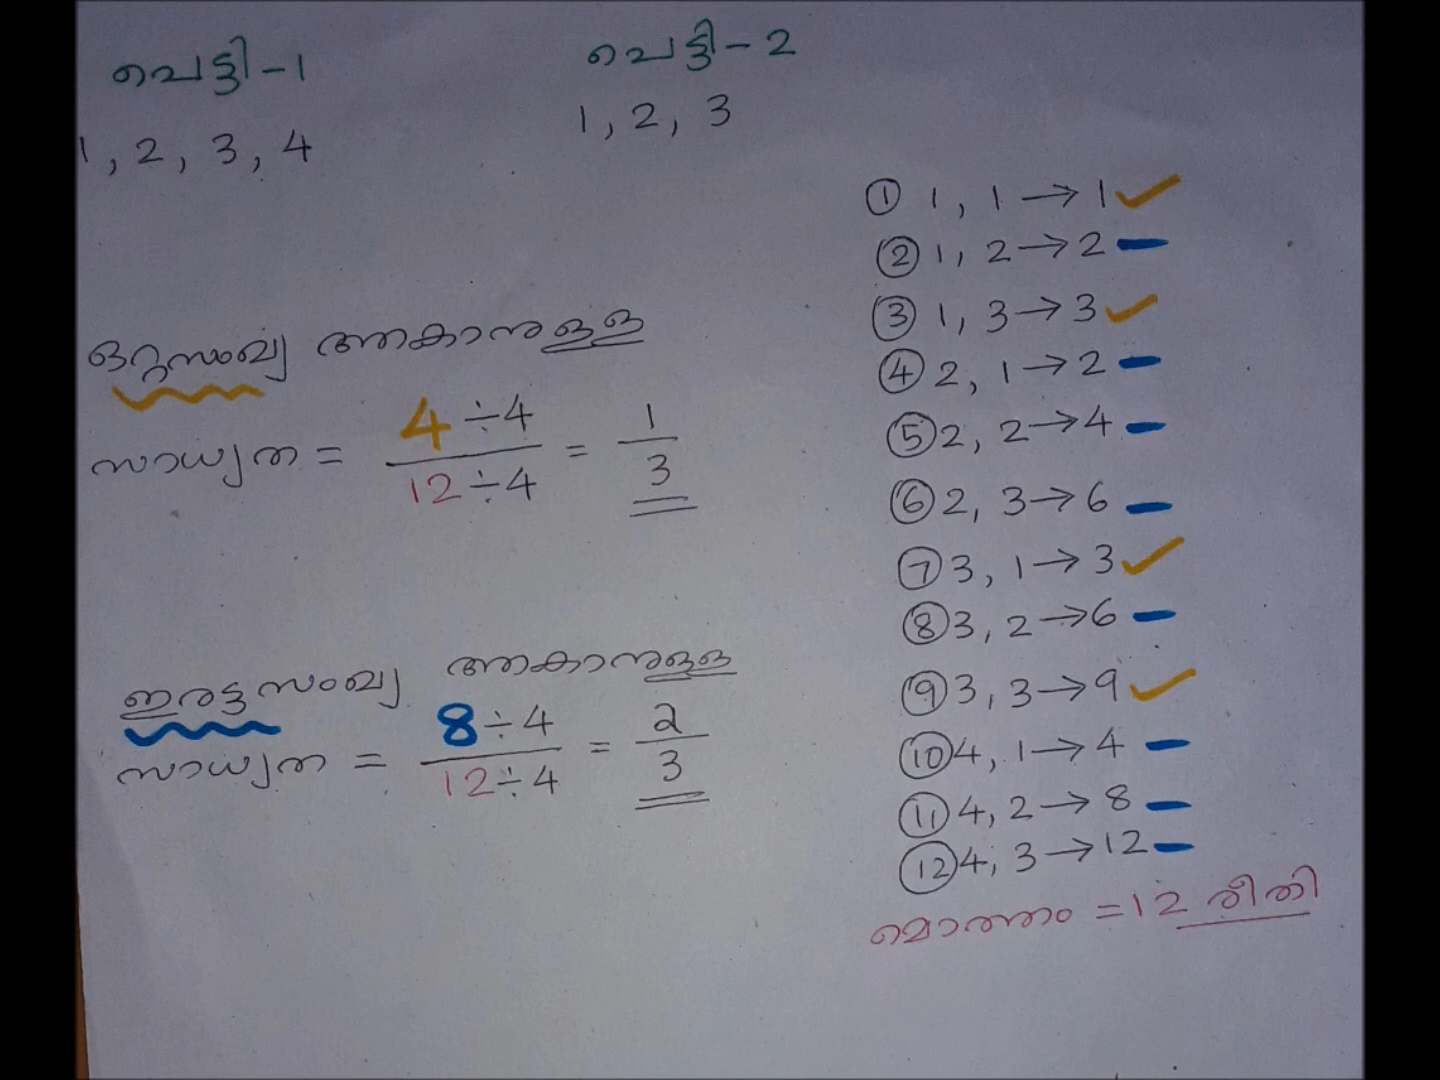 പെട്ടി-1
1, 2, 3, 4
പെട്ടി-2
1, 2, 3
ഒറ്റസംഖ്യ ആകാനുള്ള
സാധ്യത = 4÷4/12÷4 = 1/3
ഇരട്ടസംഖ്യ ആകാനുള്ള
സാധ്യത = 8÷4/12÷4 = 2/3
① 1, 1 → 1 ✓
② 1, 2 → 2 –
③ 1, 3 → 3 ✓
④ 2, 1 → 2 –
⑤ 2, 2 → 4 –
⑥ 2, 3 → 6 –
⑦ 3, 1 → 3 ✓
⑧ 3, 2 → 6 –
⑨ 3, 3 → 9 ✓
⑩ 4, 1 → 4 –
⑪ 4, 2 → 8 –
⑫ 4, 3 → 12 –
മൊത്തം = 12 രീതി